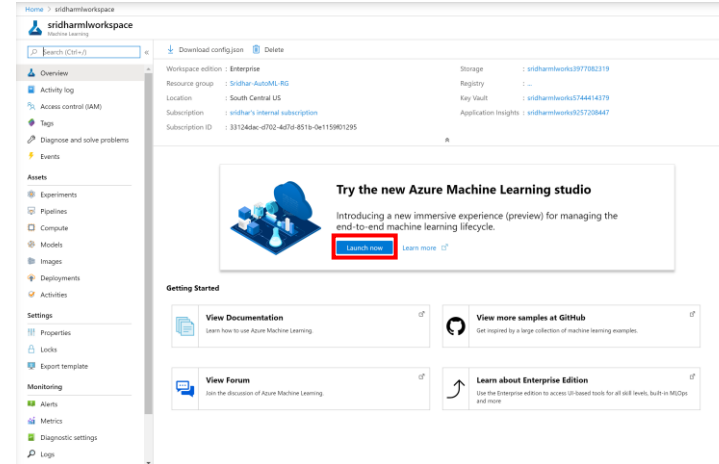 Home > sridharmlworkspace
sridharmlworkspace
Machine Learning
Search (Ctrl+/)
«
Download config.json
Delete
Overview
Activity log
Access control (IAM)
Tags
Diagnose and solve problems
Events
Assets
Experiments
Pipelines
Compute
Models
Images
Deployments
Activities
Settings
Properties
Locks
Export template
Monitoring
Alerts
Metrics
Diagnostic settings
Logs
Workspace edition : Enterprise
Resource group : Sridhar-AutoML-RG
Location : South Central US
Subscription : sridhar's internal subscription
Subscription ID : 33124dac-d702-4d7d-851b-0e1159f01295
Storage : sridharmlworks3977082319
Registry : ...
Key Vault : sridharmlworks5744414379
Application Insights : sridharmlworks9257208447
Try the new Azure Machine Learning studio
Introducing a new immersive experience (preview) for managing the
end-to-end machine learning lifecycle.
Launch now
Learn more
Getting Started
View Documentation
Learn how to use Azure Machine Learning.
View more samples at GitHub
Get inspired by a large collection of machine learning examples.
View Forum
Join the discussion of Azure Machine Learning.
Learn about Enterprise Edition
Use the Enterprise edition to access UI-based tools for all skill levels, built-in MLOps
and more